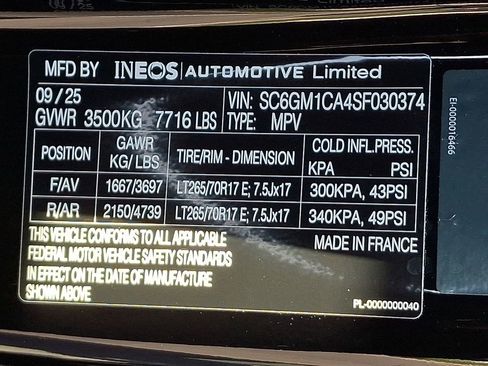 MFD BY INEOS AUTOMOTIVE Limited
09 / 25 VIN: SC6GM1CA4SF030374
GVWR 3500KG 7716 LBS TYPE: MPV
POSITION GAWR KG/LBS TIRE/RIM - DIMENSION COLD INFL.PRESS. KPA PSI
F/AV 1667/3697 LT265/70R17 E; 7.5Jx17 300KPA, 43PSI
R/AR 2150/4739 LT265/70R17 E; 7.5Jx17 340KPA, 49PSI
THIS VEHICLE CONFORMS TO ALL APPLICABLE MADE IN FRANCE
FEDERAL MOTOR VEHICLE SAFETY STANDARDS
IN EFFECT ON THE DATE OF MANUFACTURE
SHOWN ABOVE PL-0000000040
EI-0000016466